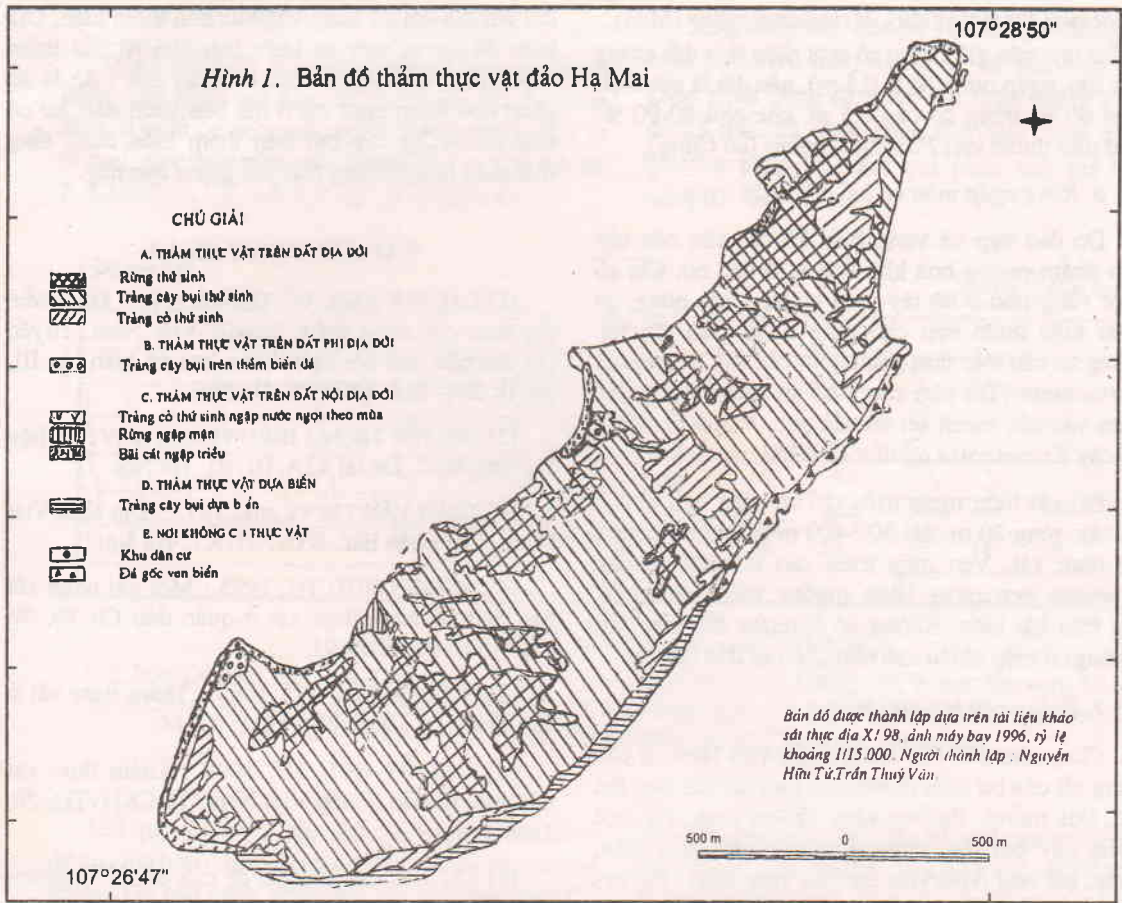 107°28'50"
Hình 1. Bản đồ thảm thực vật đảo Hạ Mai
CHÚ GIẢI
A. THẢM THỰC VẬT TRÊN ĐẤT ĐỊA ĐỚI
Rừng thứ sinh
Trảng cây bụi thứ sinh
Trảng cỏ thứ sinh
B. THẢM THỰC VẬT TRÊN ĐẤT PHI ĐỊA ĐỚI
Trảng cây bụi trên thềm biển đá
C. THẢM THỰC VẬT TRÊN ĐẤT NỘI ĐỊA ĐỚI
Trảng cỏ thứ sinh ngập nước ngọt theo mùa
Rừng ngập mặn
Bãi cát ngập triều
D. THẢM THỰC VẬT DỰA BIỂN
Trảng cây bụi dựa biển
E. NƠI KHÔNG CÓ THỰC VẬT
Khu dân cư
Đá gốc ven biển
Bản đồ được thành lập dựa trên tài liệu khảo
sát thực địa XI 98, ảnh máy bay 1996, tỷ lệ
khoảng 1:15.000. Người thành lập : Nguyễn
Hữu Tứ, Trần Thuý Vân
500 m 0 500 m
107°26'47"